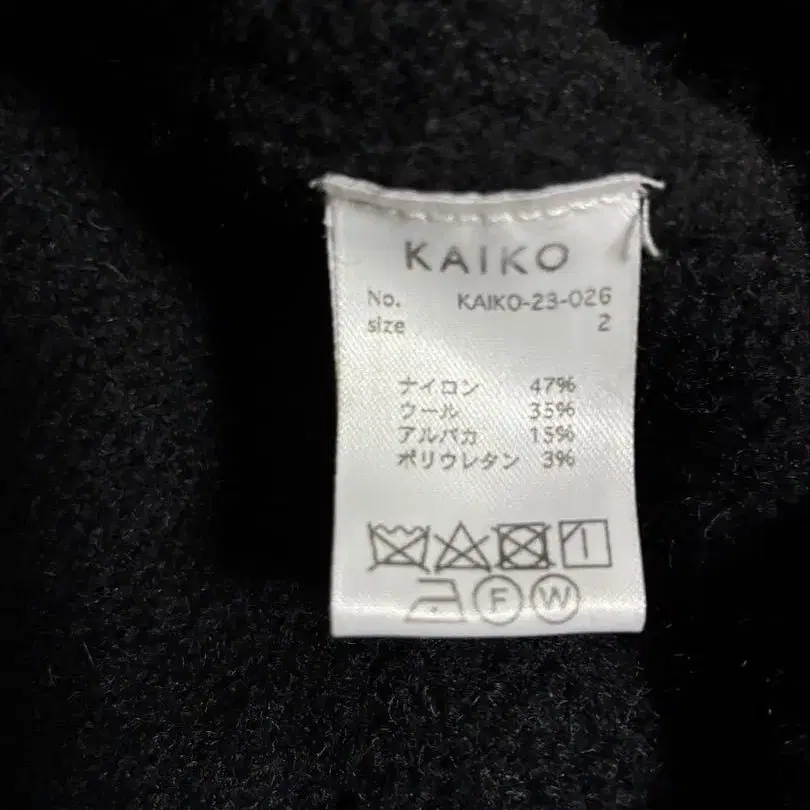 KAIKO
No. KAIKO-23-026
size 2
ナイロン 47%
ウール 35%
アルパカ 15%
ポリウレタン 3%
F W